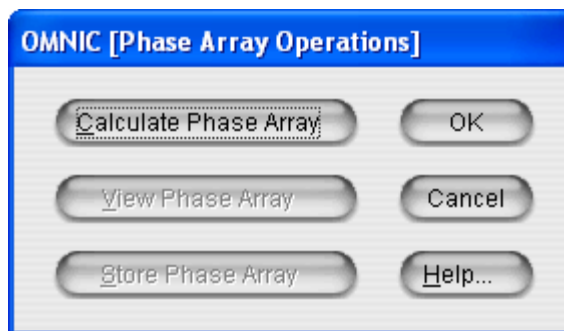 OMNIC [Phase Array Operations]
Calculate Phase Array
OK
View Phase Array
Cancel
Store Phase Array
Help...